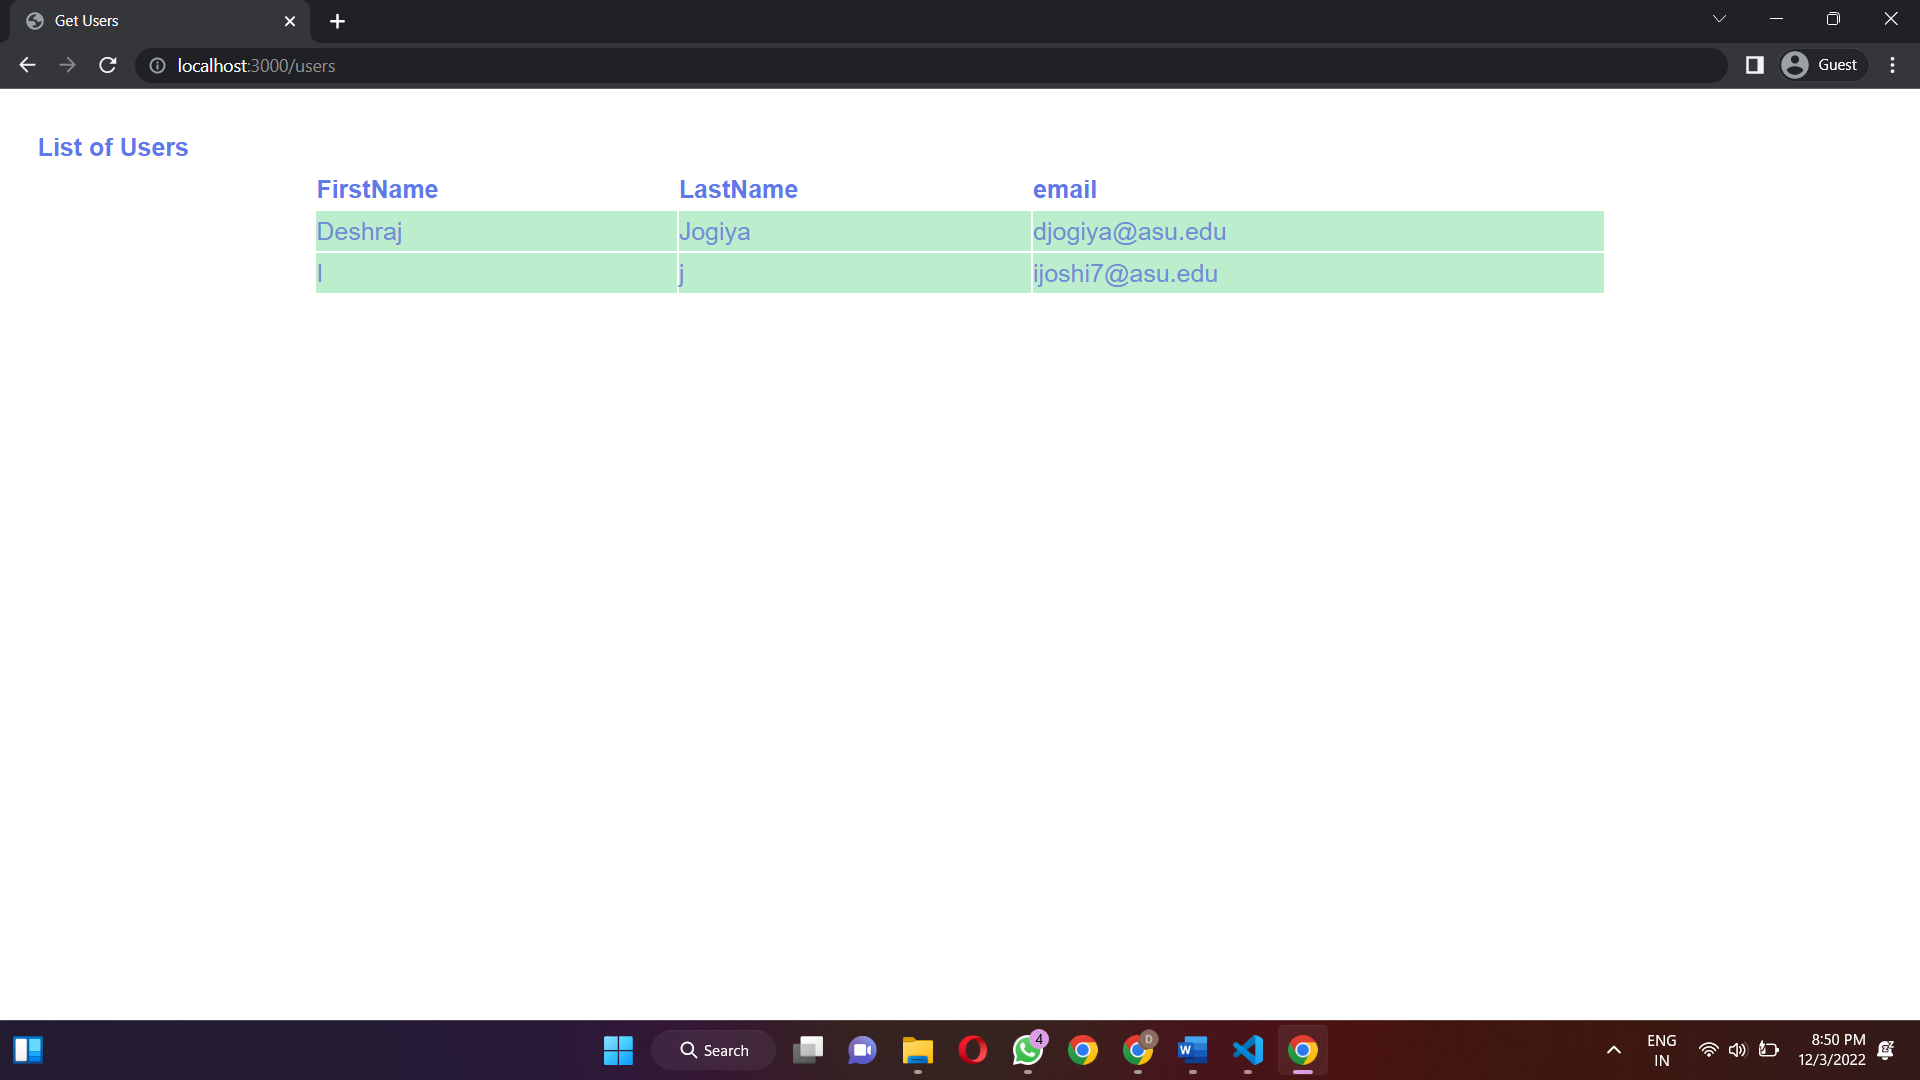 Get Users
localhost:3000/users
Guest
List of Users
FirstName LastName email
Deshraj Jogiya djogiya@asu.edu
I j ijoshi7@asu.edu
Search
4
D
W
ENG
IN
8:50 PM
12/3/2022